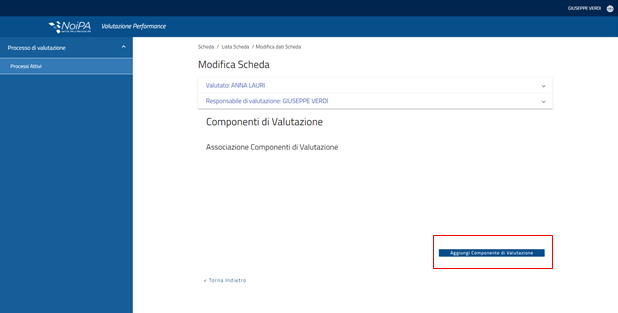 GIUSEPPE VERDI
NoiPA
Valutazione Performance
Processo di valutazione
Processi Attivi
Scheda / Lista Scheda / Modifica dati Scheda
Modifica Scheda
Valutato: ANNA LAURI
Responsabile di valutazione: GIUSEPPE VERDI
Componenti di Valutazione
Associazione Componenti di Valutazione
Aggiungi Componente di Valutazione
< Torna Indietro